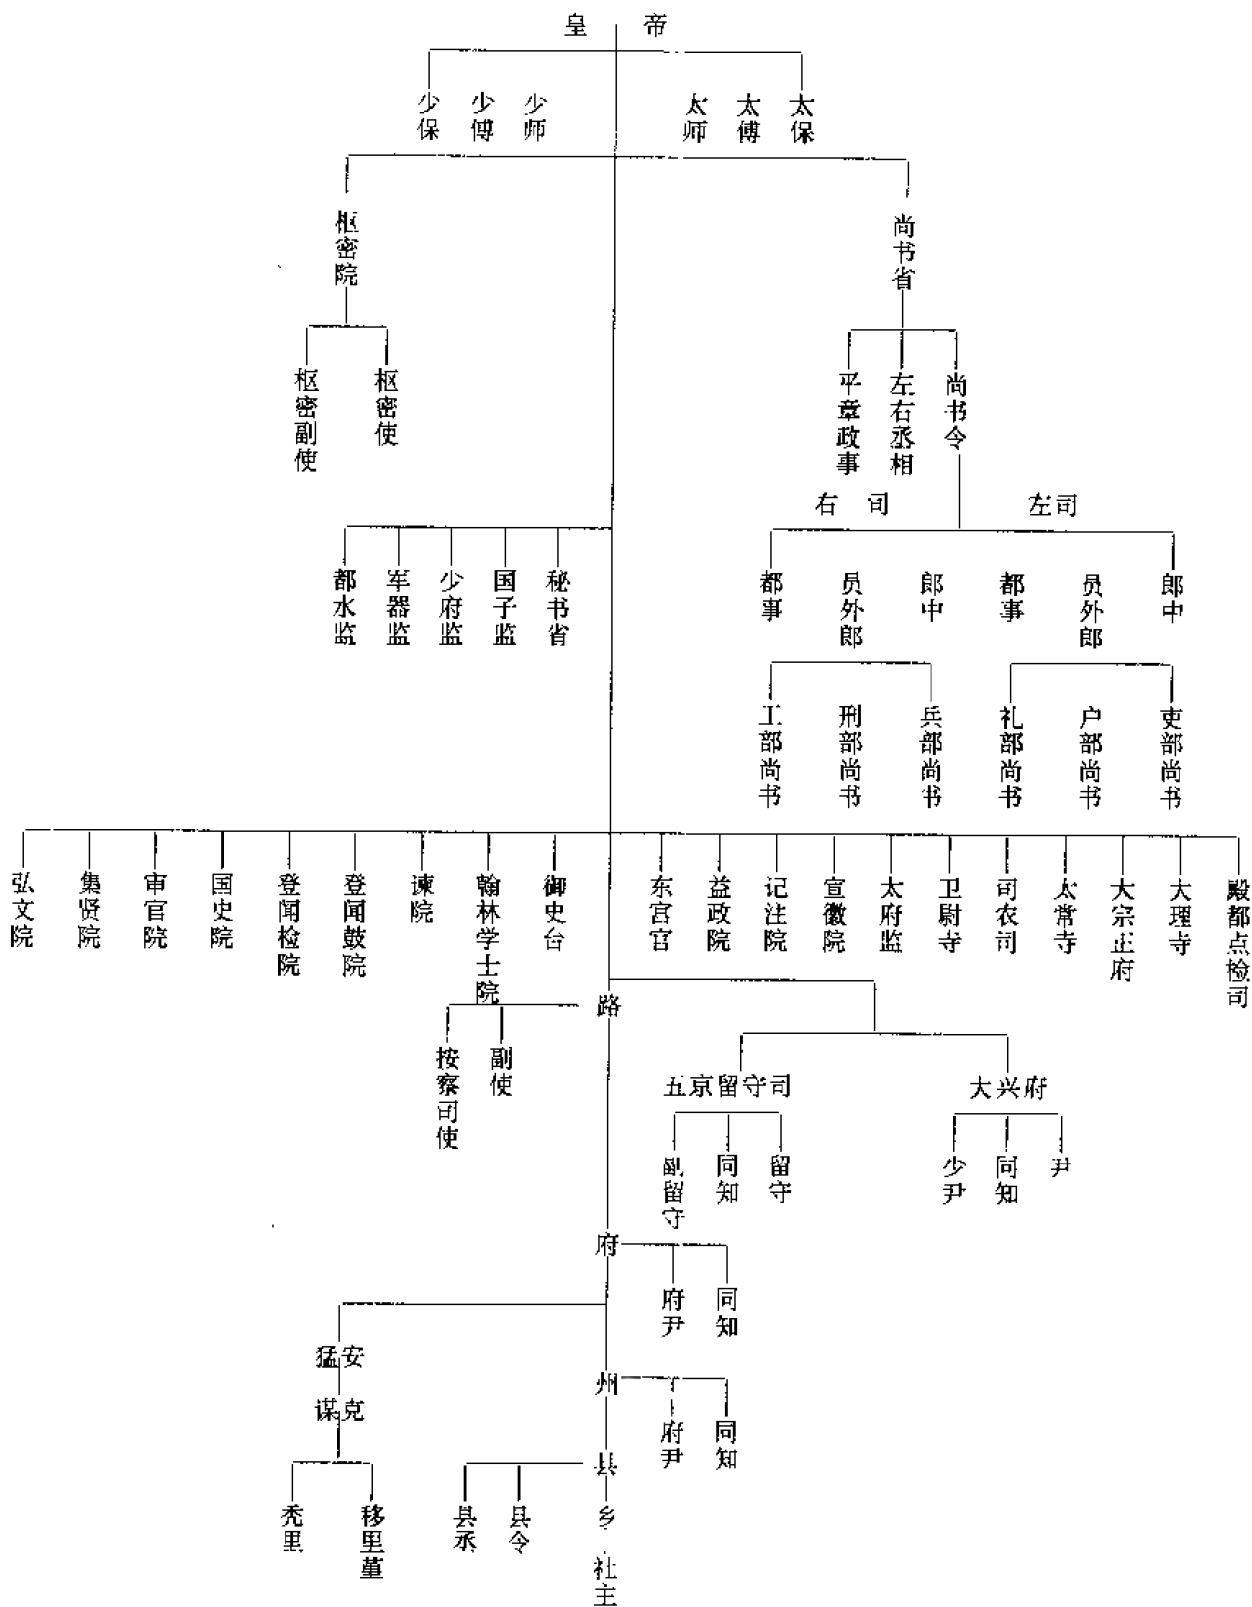 皇帝
少保
少傅
少师
太师
太傅
太保
枢密院
尚书省
枢密副使
枢密使
平章政事
左右丞相
尚书令
右司
左司
都水监
军器监
少府监
国子监
秘书省
都事
员外郎
郎中
都事
员外郎
郎中
工部尚书
刑部尚书
兵部尚书
礼部尚书
户部尚书
吏部尚书
弘文院
集贤院
审官院
国史院
登闻检院
登闻鼓院
谏院
翰林学士院
御史台
东宫官
益政院
记注院
宣徽院
太府监
卫尉寺
司农司
太常寺
大宗正府
大理寺
殿都点检司
路
按察司使
副使
五京留守司
大兴府
副留守
同知
留守
少尹
同知
尹
府
府尹
同知
猛安
谋克
州
府尹
同知
县
秃里
移里堇
县丞
县令
乡
社主